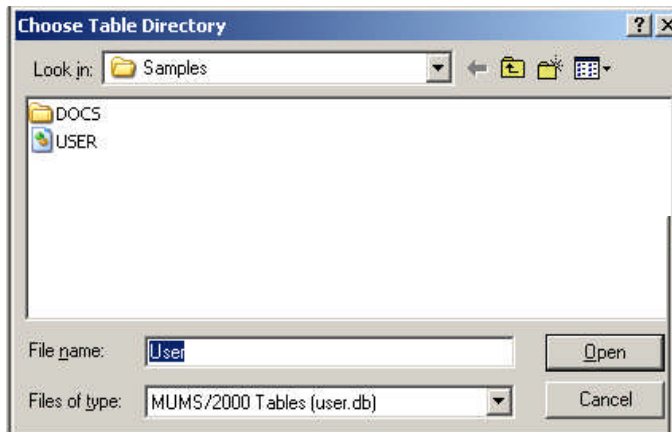 Choose Table Directory
Look in: Samples
DOCS
USER
File name: User Open
Files of type: MUMS/2000 Tables (user.db) Cancel